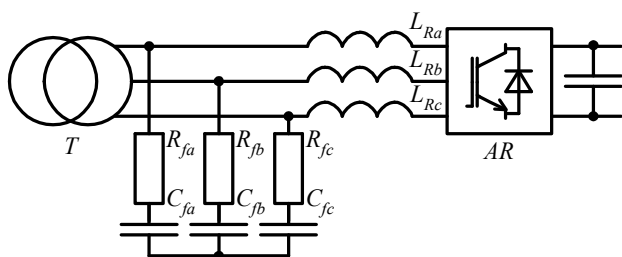 L_Ra
L_Rb
L_Rc
T
R_fa R_fb R_fc
AR
C_fa C_fb C_fc